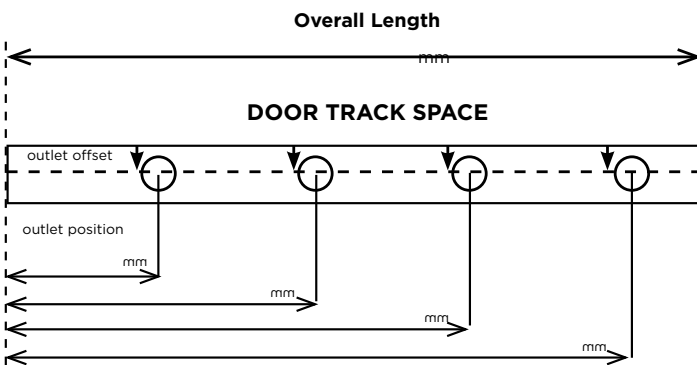 Overall Length
mm
DOOR TRACK SPACE
outlet offset
outlet position
mm
mm
mm
mm